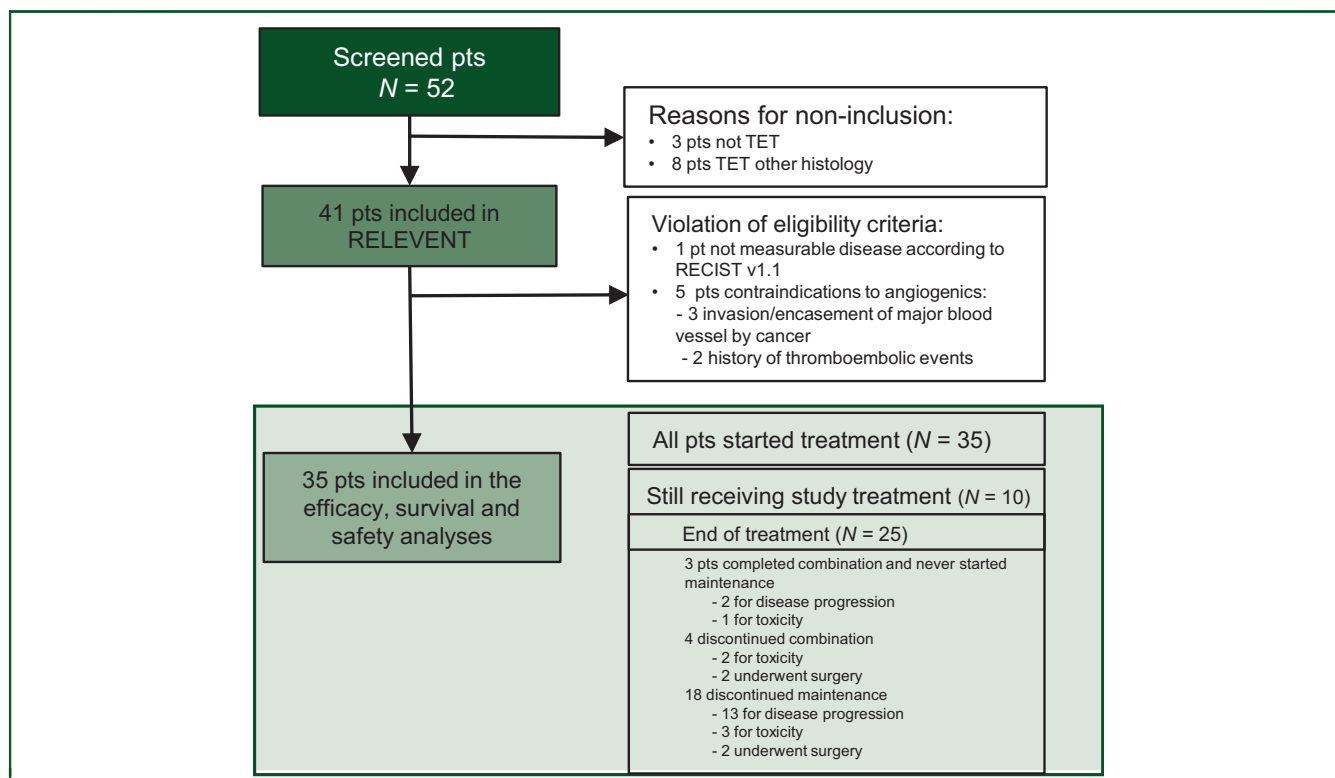 Screened pts
N = 52
Reasons for non-inclusion:
• 3 pts not TET
• 8 pts TET other histology
41 pts included in
RELEVENT
Violation of eligibility criteria:
• 1 pt not measurable disease according to
RECIST v1.1
• 5 pts contraindications to angiogenics:
- 3 invasion/encasement of major blood
vessel by cancer
- 2 history of thromboembolic events
35 pts included in the
efficacy, survival and
safety analyses
All pts started treatment (N = 35)
Still receiving study treatment (N = 10)
End of treatment (N = 25)
3 pts completed combination and never started
maintenance
- 2 for disease progression
- 1 for toxicity
4 discontinued combination
- 2 for toxicity
- 2 underwent surgery
18 discontinued maintenance
- 13 for disease progression
- 3 for toxicity
- 2 underwent surgery